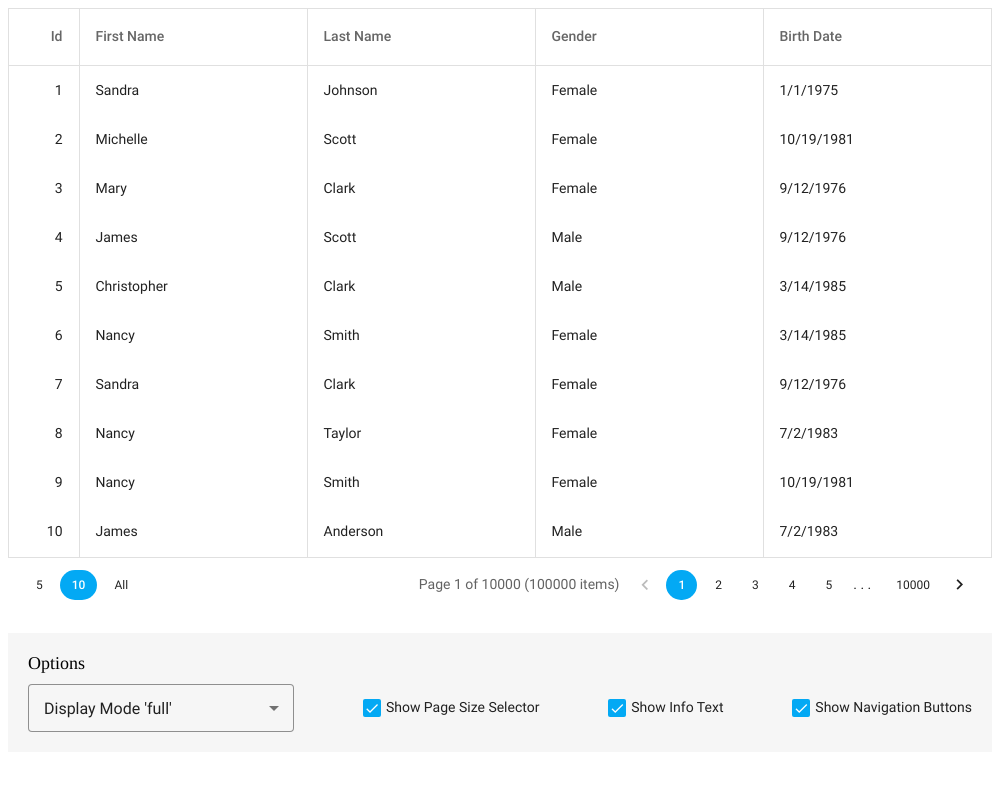 Id First Name Last Name Gender Birth Date
1 Sandra Johnson Female 1/1/1975
2 Michelle Scott Female 10/19/1981
3 Mary Clark Female 9/12/1976
4 James Scott Male 9/12/1976
5 Christopher Clark Male 3/14/1985
6 Nancy Smith Female 3/14/1985
7 Sandra Clark Female 9/12/1976
8 Nancy Taylor Female 7/2/1983
9 Nancy Smith Female 10/19/1981
10 James Anderson Male 7/2/1983
5 10 All Page 1 of 10000 (100000 items) 1 2 3 4 5 . . . 10000
Options
Display Mode 'full' Show Page Size Selector Show Info Text Show Navigation Buttons